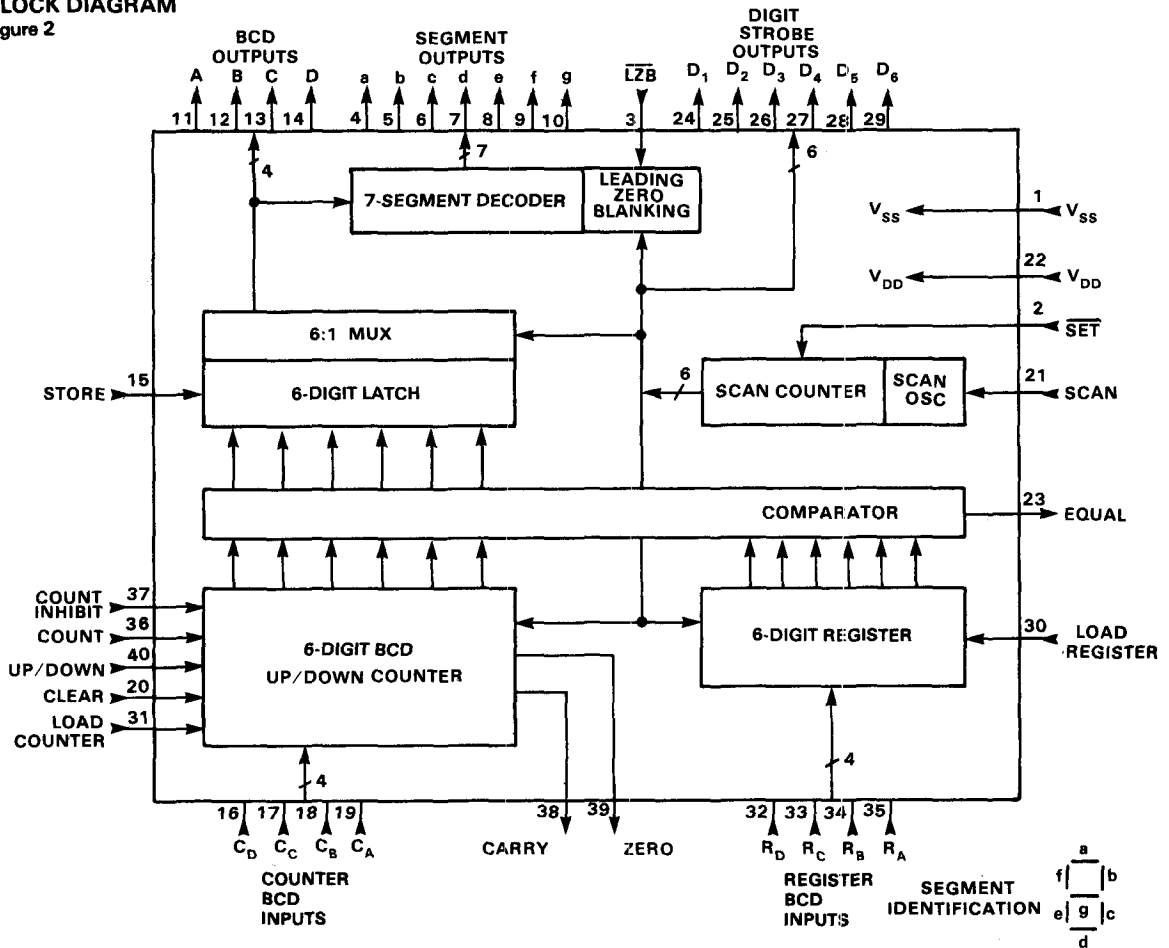 LOCK DIAGRAM
gure 2
BCD
OUTPUTS
A B C D
11 12 13 14
SEGMENT
OUTPUTS
a b c d e f g
4 5 6 7 8 9 10
LZB
3
DIGIT
STROBE
OUTPUTS
D1 D2 D3 D4 D5 D6
24 25 26 27 28 29
4
7
6
7-SEGMENT DECODER
LEADING
ZERO
BLANKING
VSS
1
VSS
VDD
22
VDD
2
SET
6:1 MUX
6-DIGIT LATCH
STORE
15
6
SCAN COUNTER
SCAN
OSC
21
SCAN
COMPARATOR
23
EQUAL
COUNT
INHIBIT
37
COUNT
36
UP/DOWN
40
CLEAR
20
LOAD
COUNTER
31
6-DIGIT BCD
UP/DOWN COUNTER
6-DIGIT REGISTER
30
LOAD
REGISTER
4
4
16 17 18 19
CD CC CB CA
COUNTER
BCD
INPUTS
38
CARRY
39
ZERO
32 33 34 35
RD RC RB RA
REGISTER
BCD
INPUTS
SEGMENT
IDENTIFICATION
a
f b
e g c
d